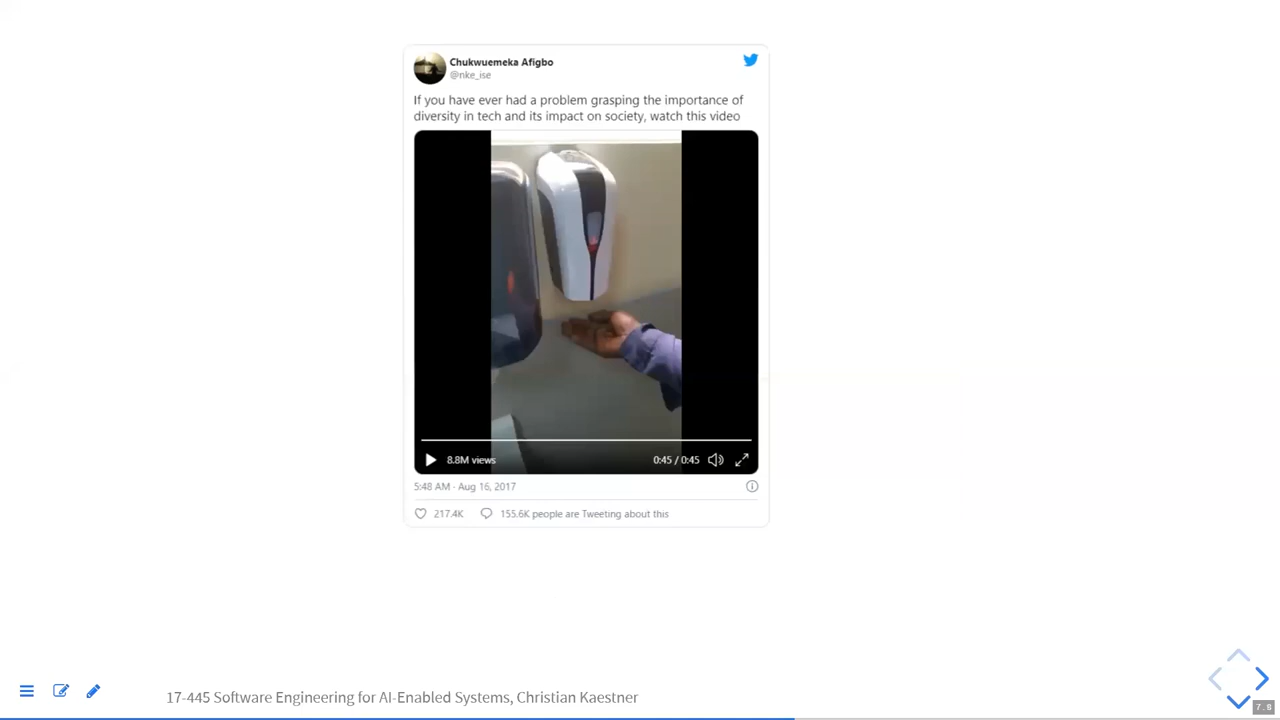 Chukwuemeka Afigbo
@nke_ise
If you have ever had a problem grasping the importance of
diversity in tech and its impact on society, watch this video
8.8M views
0:45 / 0:45
5:48 AM · Aug 16, 2017
217.4K
155.6K people are Tweeting about this
17-445 Software Engineering for AI-Enabled Systems, Christian Kaestner
7.8